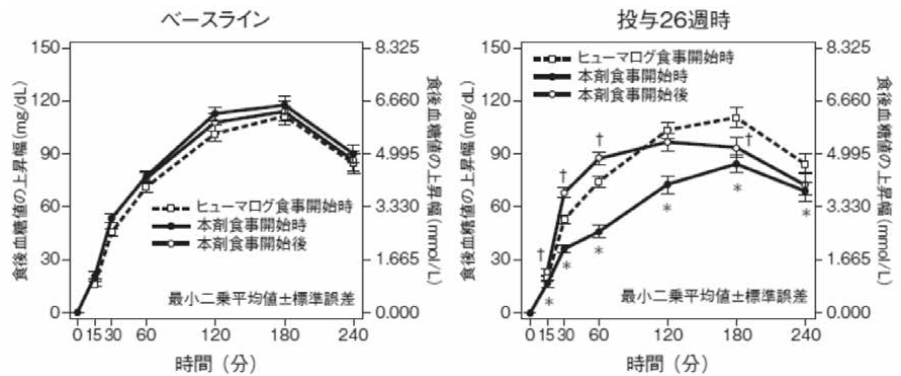 ベースライン
食後血糖値の上昇幅(mg/dL)
150
120
90
60
30
0
8.325
6.660
4.995
3.330
1.665
0.000
食後血糖値の上昇幅(mmol/L)
ヒューマログ食事開始時
本剤食事開始時
本剤食事開始後
最小二乗平均値±標準誤差
0 15 30 60 120 180 240
時間（分）
投与26週時
食後血糖値の上昇幅(mg/dL)
150
120
90
60
30
0
8.325
6.660
4.995
3.330
1.665
0.000
食後血糖値の上昇幅(mmol/L)
ヒューマログ食事開始時
本剤食事開始時
本剤食事開始後
† † † †
* * * * * *
最小二乗平均値±標準誤差
0 15 30 60 120 180 240
時間（分）